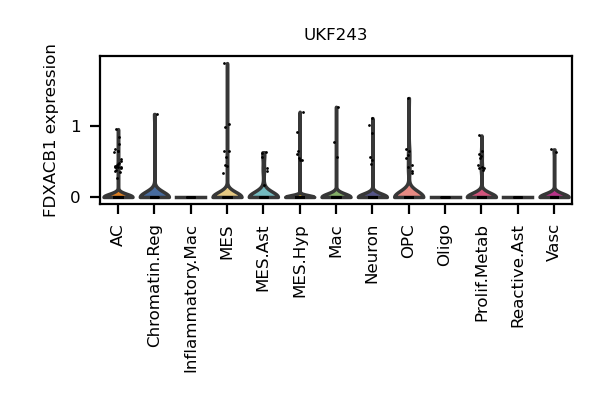 UKF243
FDXACB1 expression
1
0
AC
Chromatin.Reg
Inflammatory.Mac
MES
MES.Ast
MES.Hyp
Mac
Neuron
OPC
Oligo
Prolif.Metab
Reactive.Ast
Vasc